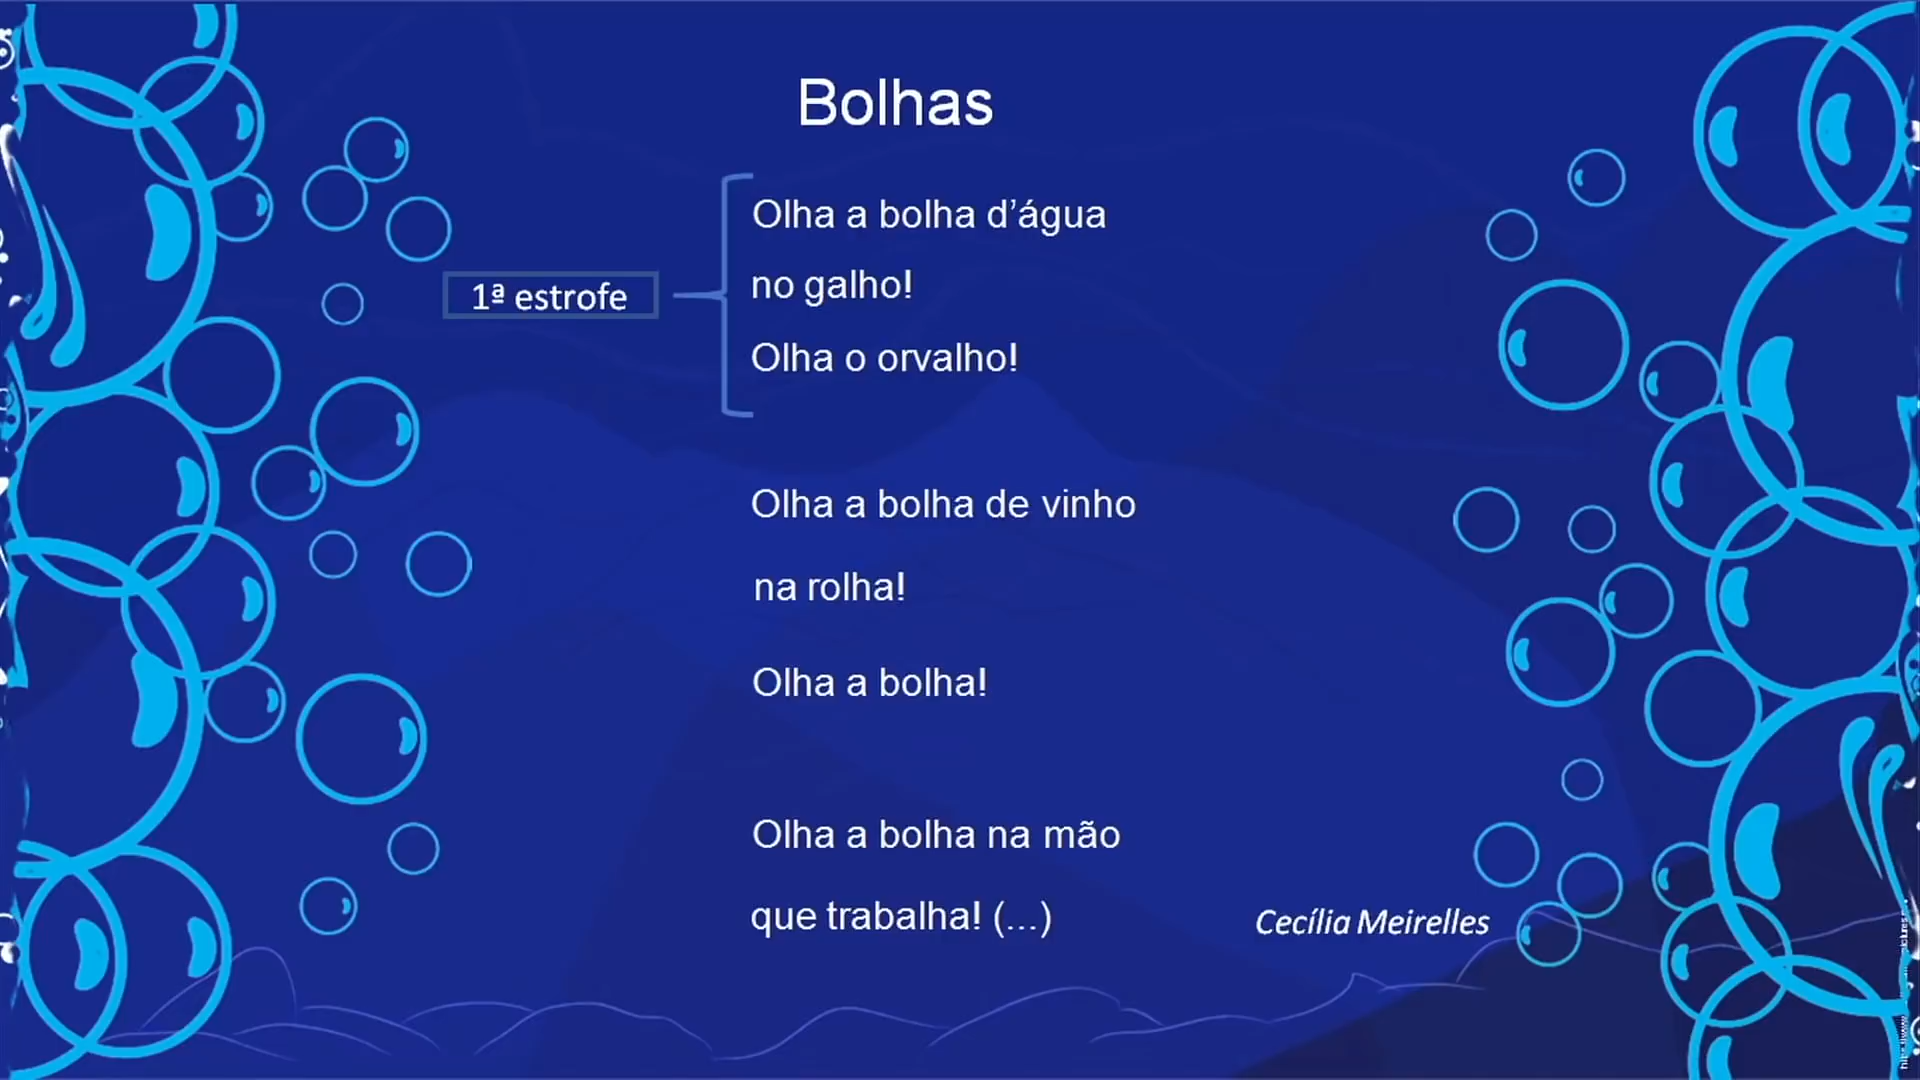 Bolhas
Olha a bolha d’água
no galho!
1ª estrofe
Olha o orvalho!
Olha a bolha de vinho
na rolha!
Olha a bolha!
Olha a bolha na mão
que trabalha! (...)
Cecília Meirelles